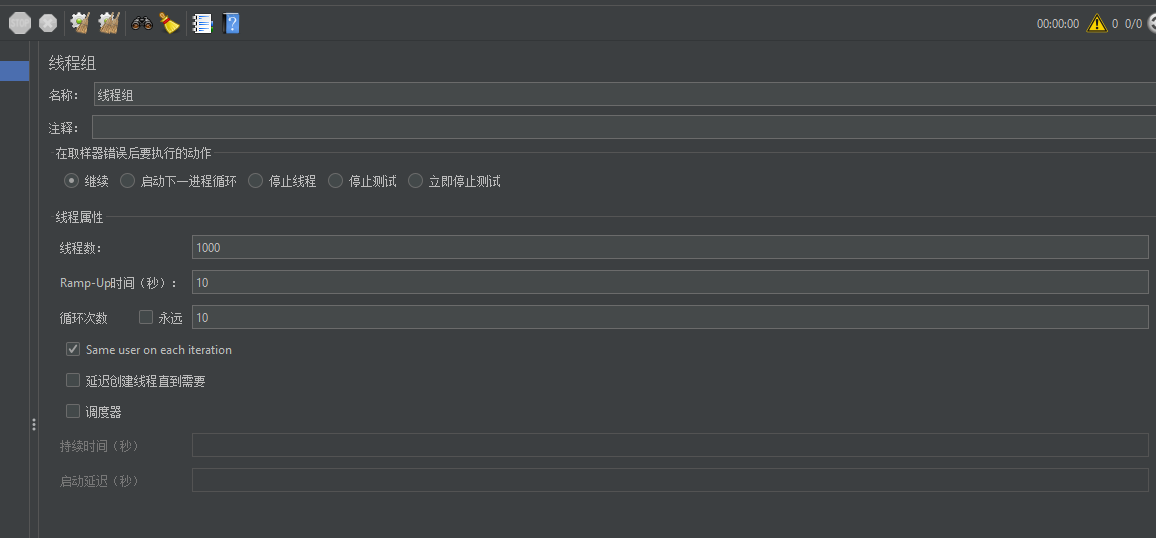 00:00:00 0 0/0
线程组
名称： 线程组
注释：
在取样器错误后要执行的动作
继续 启动下一进程循环 停止线程 停止测试 立即停止测试
线程属性
线程数： 1000
Ramp-Up时间（秒）： 10
循环次数 永远 10
Same user on each iteration
延迟创建线程直到需要
调度器
持续时间（秒）
启动延迟（秒）